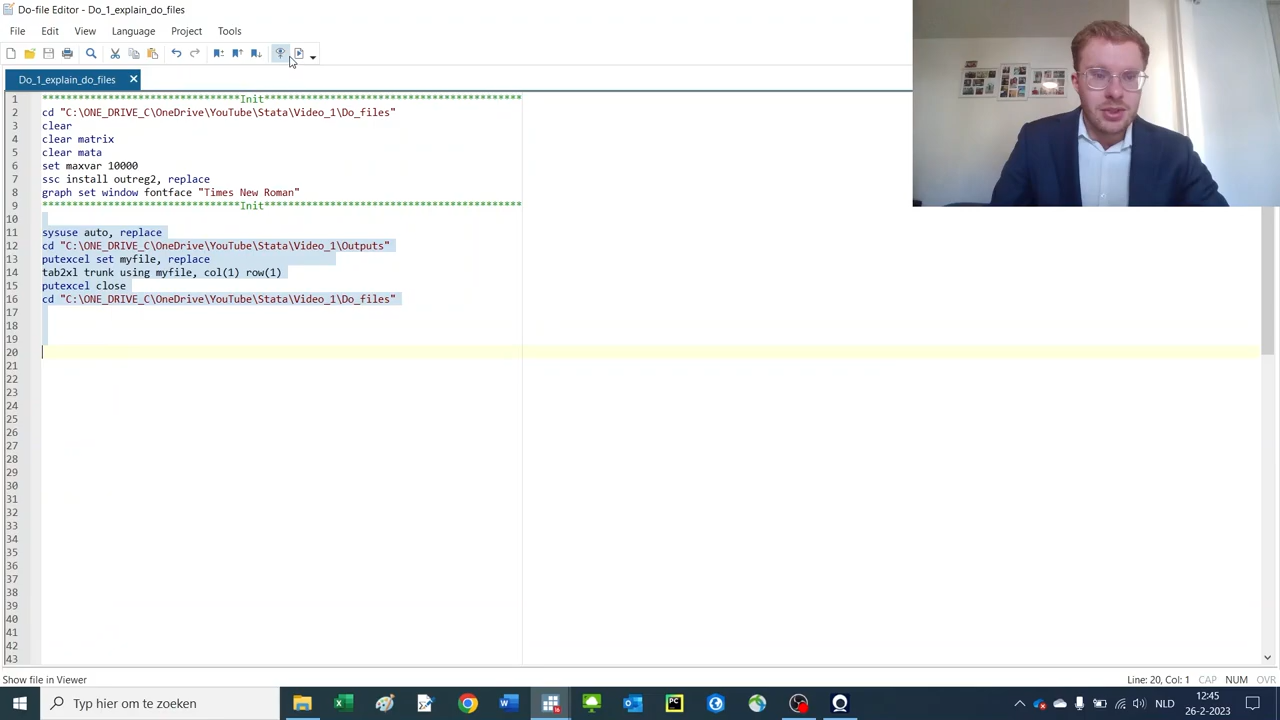 Do-file Editor - Do_1_explain_do_files
File Edit View Language Project Tools
Do_1_explain_do_files
1 *********************************Init*******************************************
2 cd "C:\ONE_DRIVE_C\OneDrive\YouTube\Stata\Video_1\Do_files"
3 clear
4 clear matrix
5 clear mata
6 set maxvar 10000
7 ssc install outreg2, replace
8 graph set window fontface "Times New Roman"
9 *********************************Init*******************************************
10
11 sysuse auto, replace
12 cd "C:\ONE_DRIVE_C\OneDrive\YouTube\Stata\Video_1\Outputs"
13 putexcel set myfile, replace
14 tab2xl trunk using myfile, col(1) row(1)
15 putexcel close
16 cd "C:\ONE_DRIVE_C\OneDrive\YouTube\Stata\Video_1\Do_files"
17
18
19
20
21
22
23
24
25
26
27
28
29
30
31
32
33
34
35
36
37
38
39
40
41
42
43
Show file in Viewer Line: 20, Col: 1 CAP NUM OVR
Typ hier om te zoeken
NLD
12:45
26-2-2023